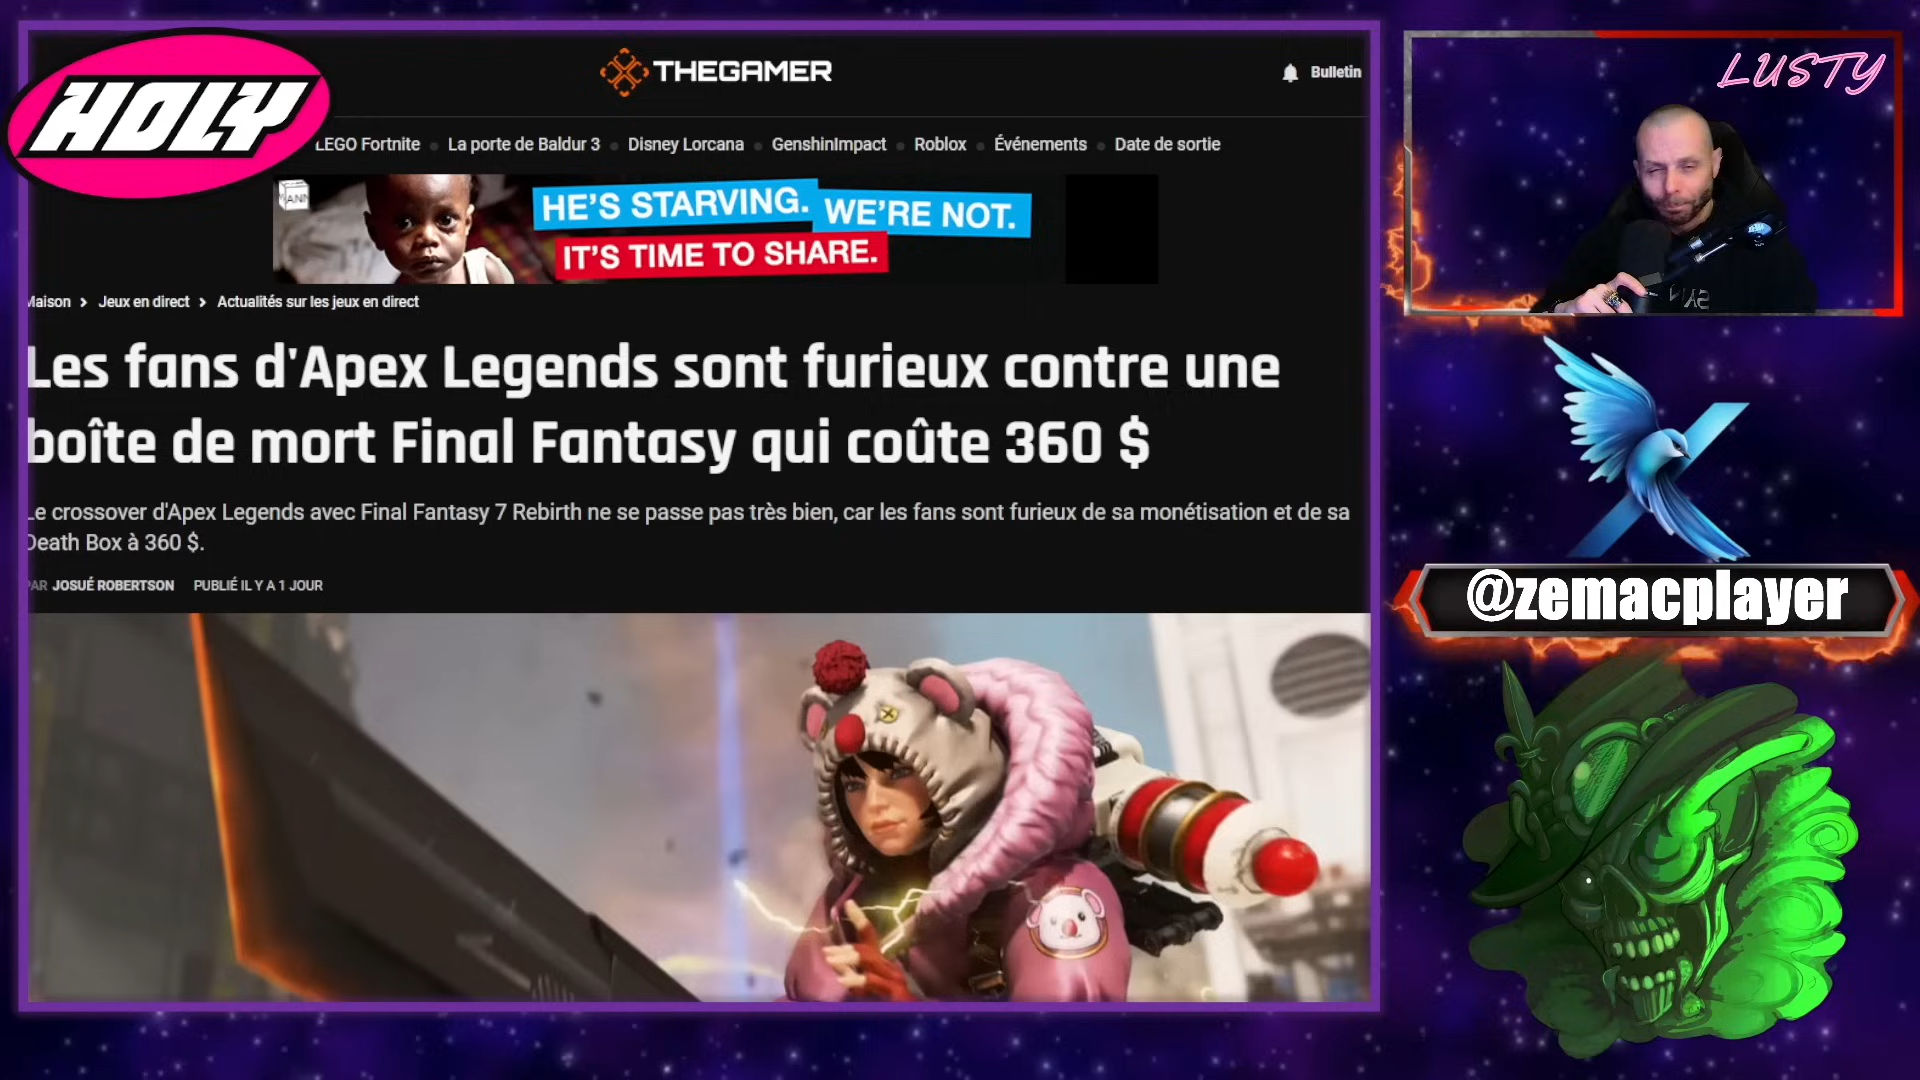 HOLY
THEGAMER
Bulletin
LEGO Fortnite
La porte de Baldur 3
Disney Lorcana
GenshinImpact
Roblox
Événements
Date de sortie
HE'S STARVING.
WE'RE NOT.
IT'S TIME TO SHARE.
Maison > Jeux en direct > Actualités sur les jeux en direct
Les fans d'Apex Legends sont furieux contre une
boîte de mort Final Fantasy qui coûte 360 $
Le crossover d'Apex Legends avec Final Fantasy 7 Rebirth ne se passe pas très bien, car les fans sont furieux de sa monétisation et de sa
Death Box à 360 $.
PAR JOSUÉ ROBERTSON PUBLIÉ IL Y A 1 JOUR
LUSTY
@zemacplayer